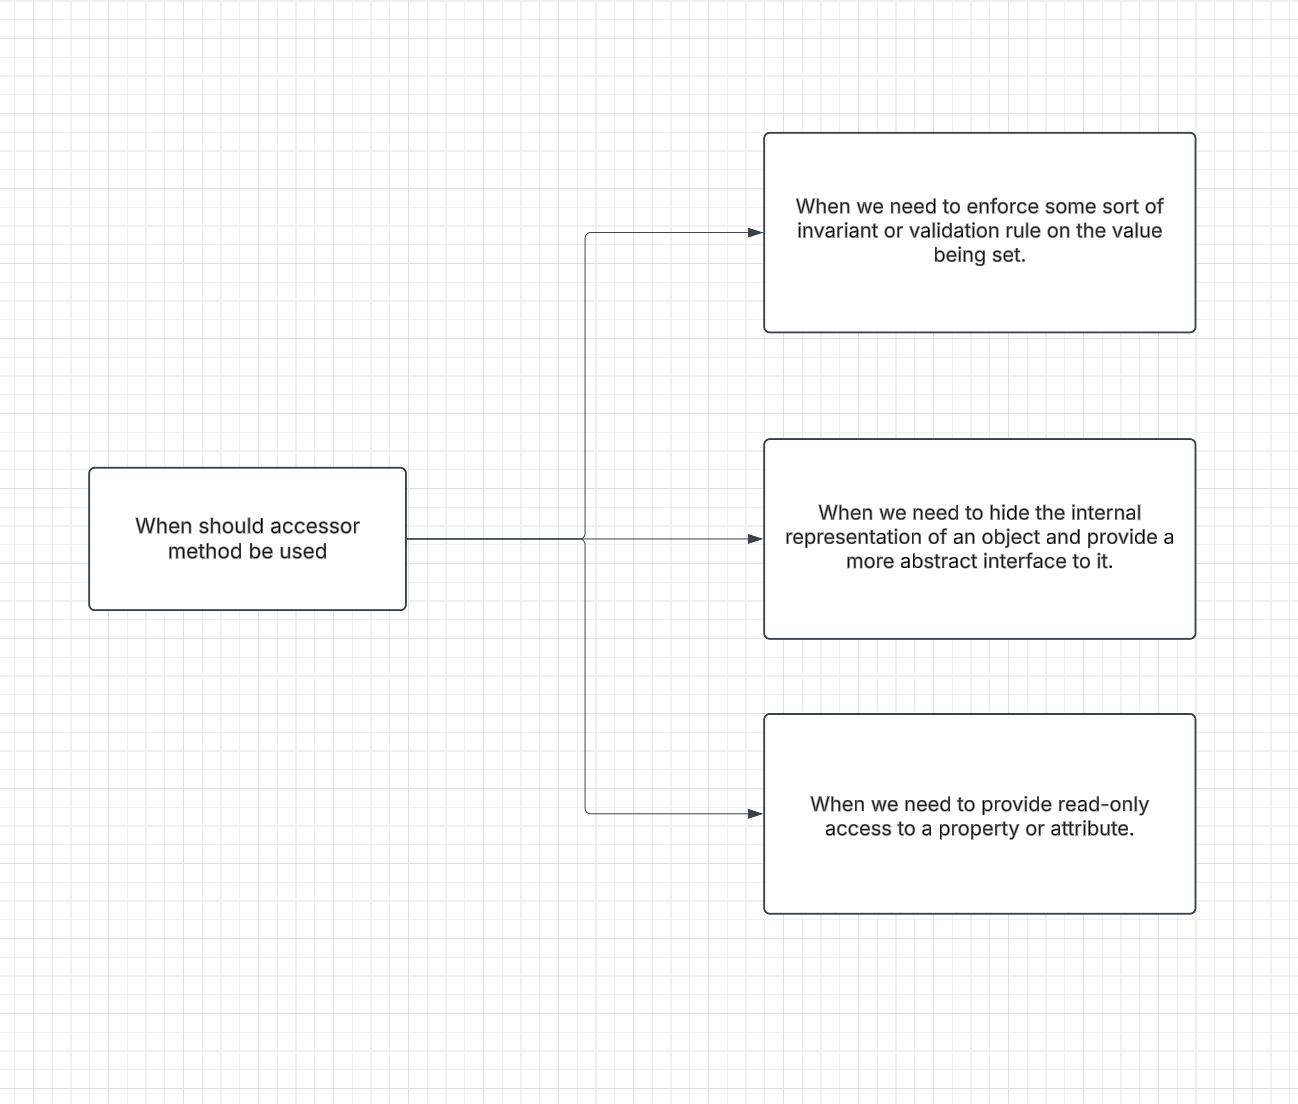 When should accessor
method be used
When we need to enforce some sort of
invariant or validation rule on the value
being set.
When we need to hide the internal
representation of an object and provide a
more abstract interface to it.
When we need to provide read-only
access to a property or attribute.